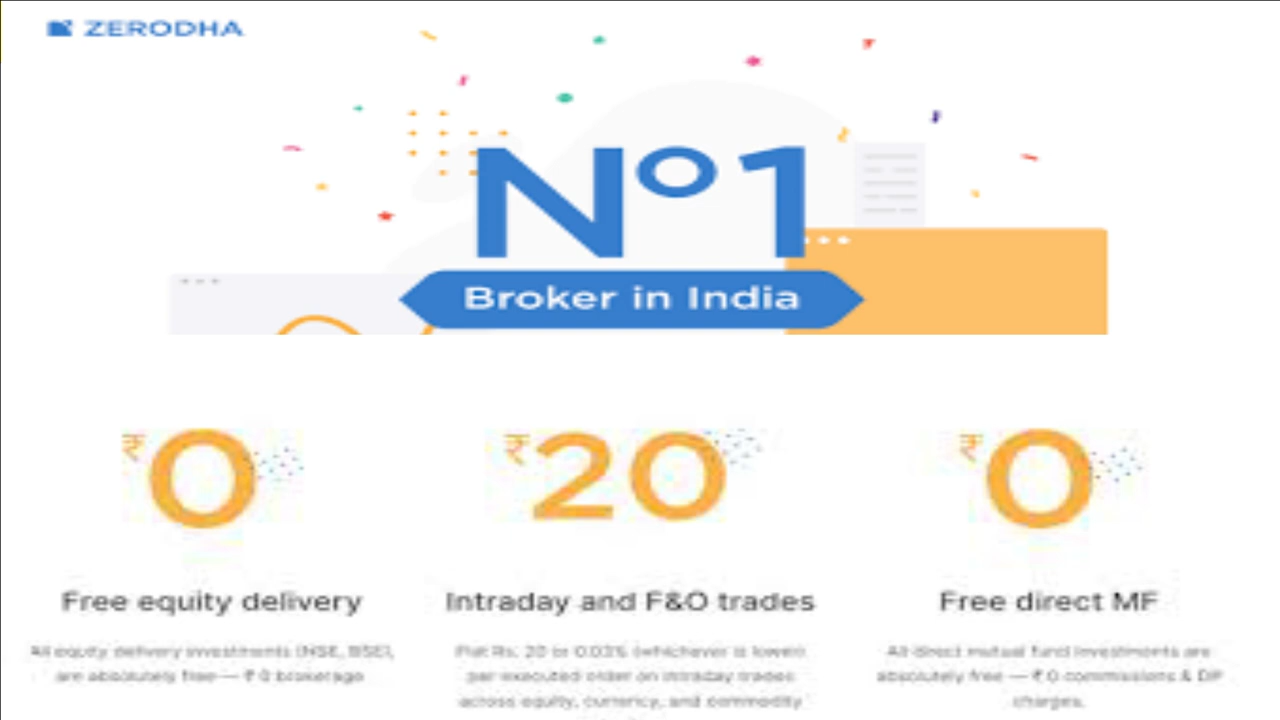 ZERODHA
Nº1
Broker in India
₹0
₹20
₹0
Free equity delivery
Intraday and F&O trades
Free direct MF
All equity delivery investments (NSE, BSE),
are absolutely free — ₹ 0 brokerage.
Flat Rs. 20 or 0.03% (whichever is lower)
per executed order on intraday trades
across equity, currency, and commodity
All direct mutual fund investments are
absolutely free — ₹ 0 commissions & DP
charges.